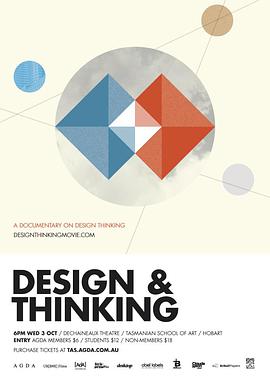 A DOCUMENTARY ON DESIGN THINKING
DESIGNTHINKINGMOVIE.COM
DESIGN &
THINKING
6PM WED 3 OCT / DECHAINEAUX THEATRE / TASMANIAN SCHOOL OF ART / HOBART
ENTRY AGDA MEMBERS $6 / STUDENTS $12 / NON-MEMBERS $18
PURCHASE TICKETS AT TAS.AGDA.COM.AU
AGDA